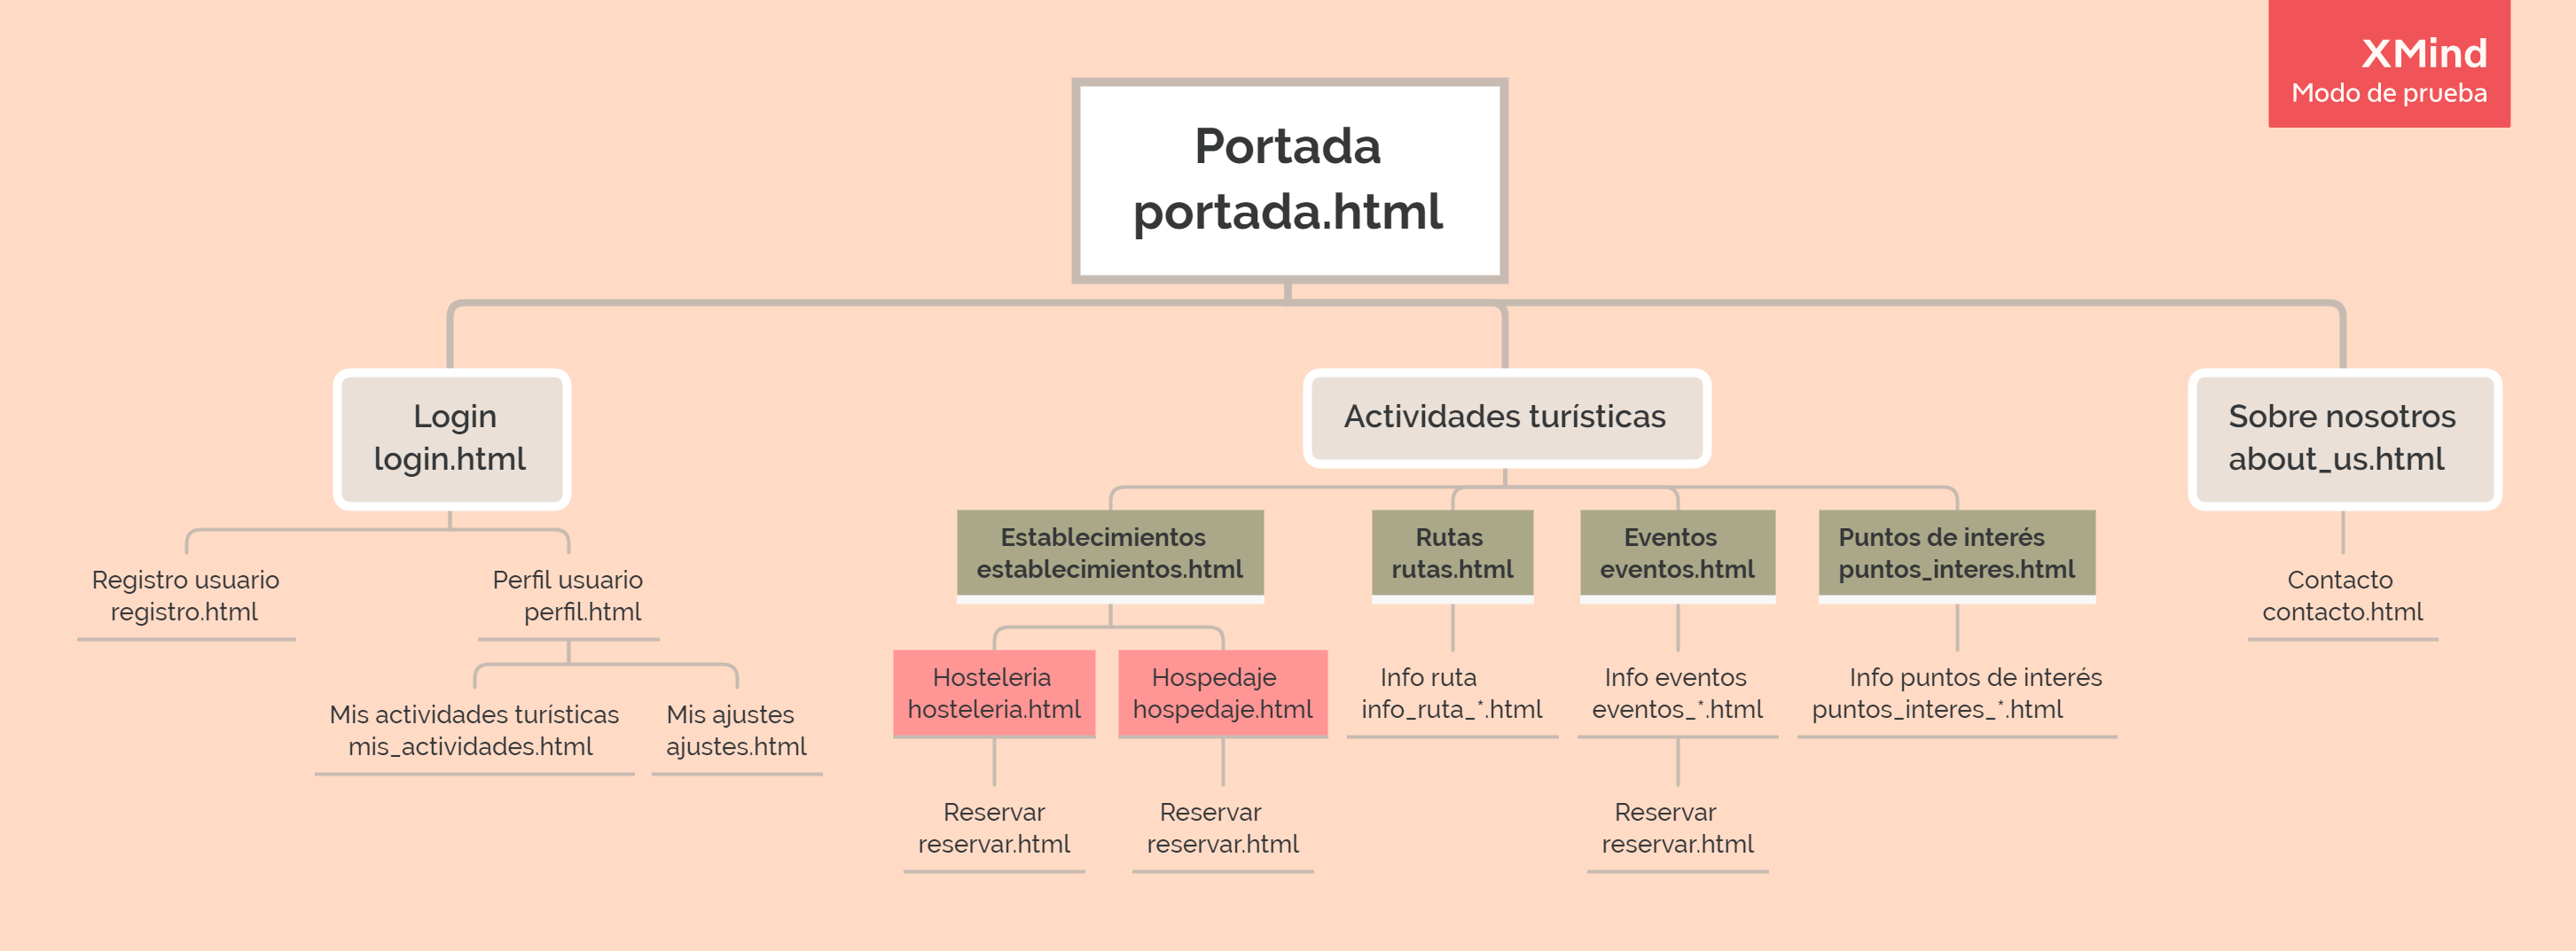 XMind
Modo de prueba
Portada
portada.html
Login
login.html
Actividades turísticas
Sobre nosotros
about_us.html
Registro usuario
registro.html
Perfil usuario
perfil.html
Mis actividades turísticas
mis_actividades.html
Mis ajustes
ajustes.html
Establecimientos
establecimientos.html
Hosteleria
hosteleria.html
Reservar
reservar.html
Hospedaje
hospedaje.html
Reservar
reservar.html
Rutas
rutas.html
Info ruta
info_ruta_*.html
Eventos
eventos.html
Info eventos
eventos_*.html
Reservar
reservar.html
Puntos de interés
puntos_interes.html
Info puntos de interés
puntos_interes_*.html
Contacto
contacto.html